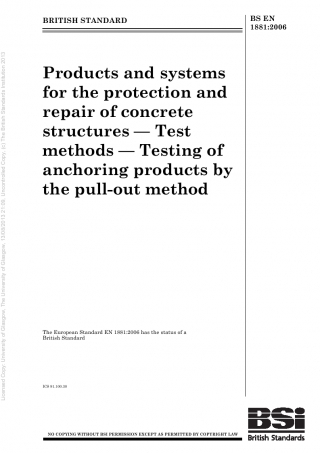 BRITISH STANDARD
BS EN
1881:2006
Products and systems
for the protection and
repair of concrete
structures — Test
methods — Testing of
anchoring products by
the pull-out method
The European Standard EN 1881:2006 has the status of a
British Standard
ICS 91.100.30
NO COPYING WITHOUT BSI PERMISSION EXCEPT AS PERMITTED BY COPYRIGHT LAW
BSi
British Standards
Licensed Copy: University of Glasgow, The University of Glasgow, 13/03/2013 21:08, Uncontrolled Copy, (c) The British Standards Institution 2013